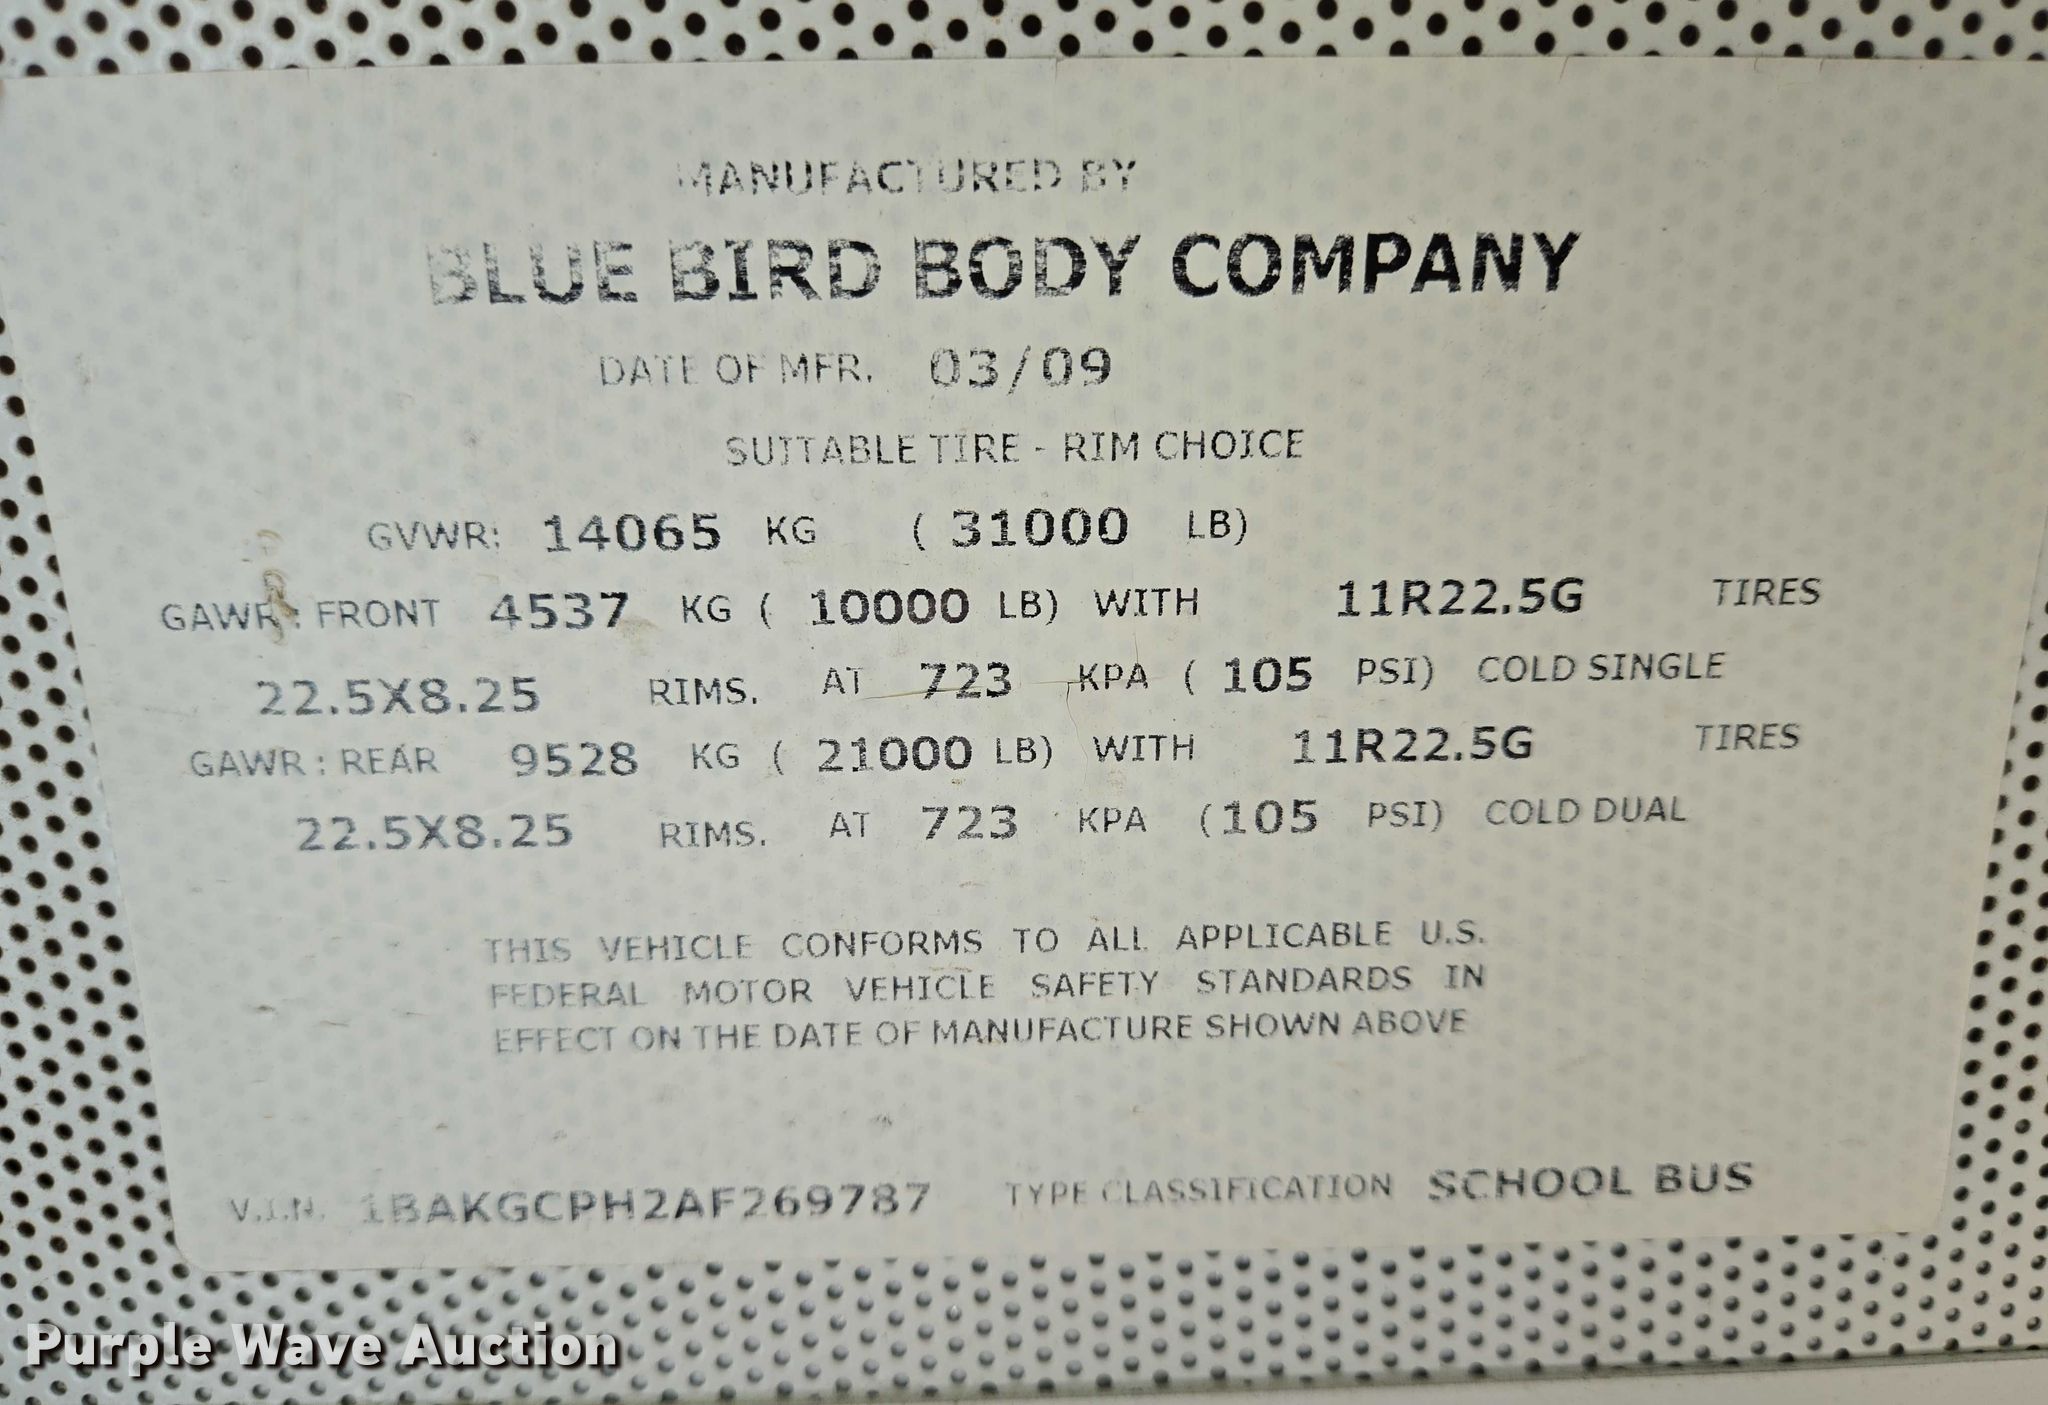 MANUFACTURED BY
BLUE BIRD BODY COMPANY
DATE OF MFR. 03/09
SUITABLE TIRE - RIM CHOICE
GVWR: 14065 KG ( 31000 LB)
GAWR : FRONT 4537 KG ( 10000 LB) WITH 11R22.5G TIRES
22.5X8.25 RIMS. AT 723 KPA ( 105 PSI) COLD SINGLE
GAWR : REAR 9528 KG ( 21000 LB) WITH 11R22.5G TIRES
22.5X8.25 RIMS. AT 723 KPA (105 PSI) COLD DUAL
THIS VEHICLE CONFORMS TO ALL APPLICABLE U.S.
FEDERAL MOTOR VEHICLE SAFETY STANDARDS IN
EFFECT ON THE DATE OF MANUFACTURE SHOWN ABOVE
V.I.N. 1BAKGCPH2AF269787 TYPE CLASSIFICATION SCHOOL BUS
Purple Wave Auction